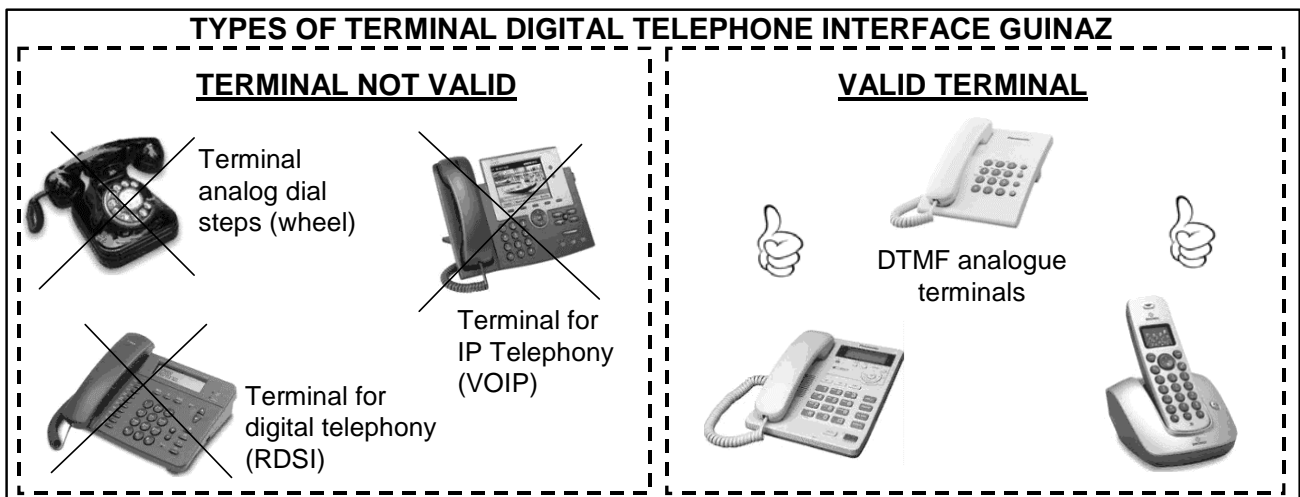 TYPES OF TERMINAL DIGITAL TELEPHONE INTERFACE GUINAZ
TERMINAL NOT VALID
Terminal
analog dial
steps (wheel)
Terminal for
IP Telephony
(VOIP)
Terminal for
digital telephony
(RDSI)
VALID TERMINAL
DTMF analogue
terminals